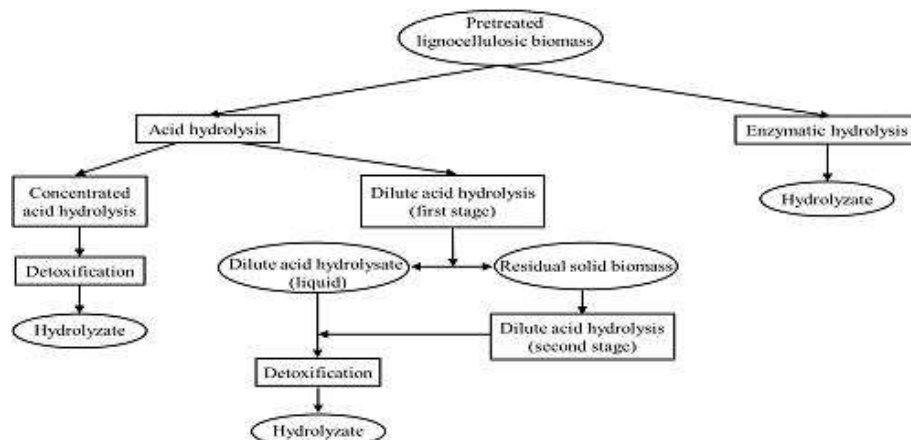 Pretreated
lignocellulosic biomass
Acid hydrolysis
Enzymatic hydrolysis
Concentrated
acid hydrolysis
Dilute acid hydrolysis
(first stage)
Hydrolyzate
Detoxification
Dilute acid hydrolysate
(liquid)
Residual solid biomass
Hydrolyzate
Dilute acid hydrolysis
(second stage)
Detoxification
Hydrolyzate